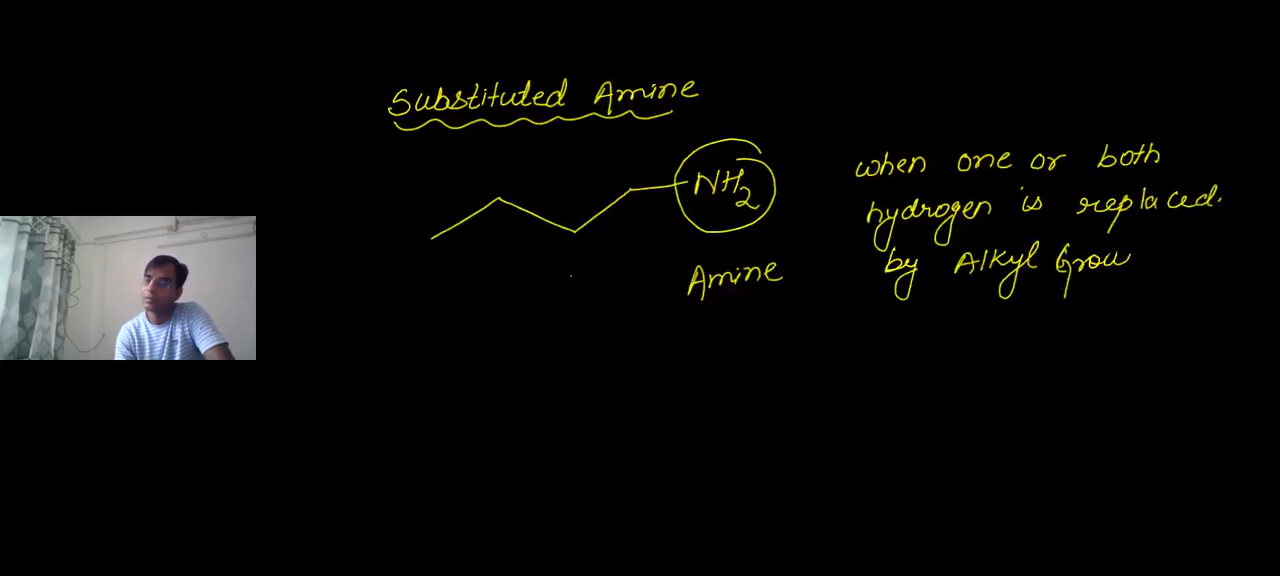 Substituted Amine
NH2
Amine
when one or both
hydrogen is replaced.
by Alkyl Grou